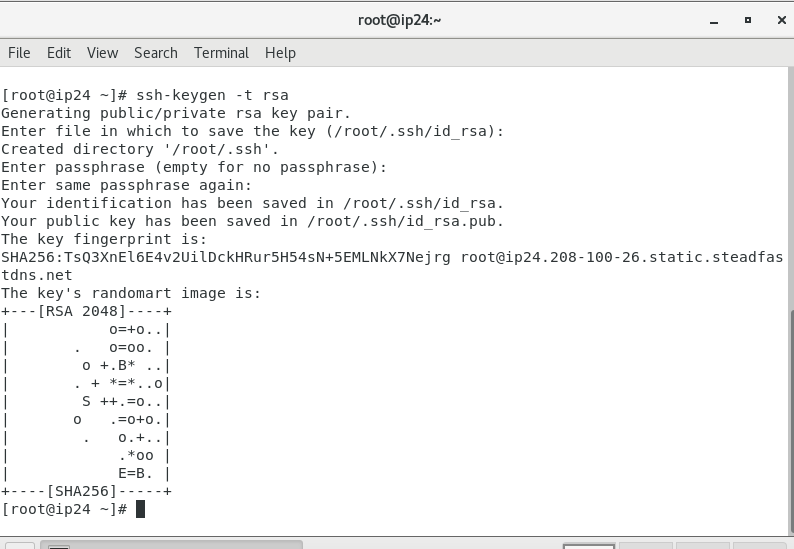 root@ip24:~
File Edit View Search Terminal Help
[root@ip24 ~]# ssh-keygen -t rsa
Generating public/private rsa key pair.
Enter file in which to save the key (/root/.ssh/id_rsa):
Created directory '/root/.ssh'.
Enter passphrase (empty for no passphrase):
Enter same passphrase again:
Your identification has been saved in /root/.ssh/id_rsa.
Your public key has been saved in /root/.ssh/id_rsa.pub.
The key fingerprint is:
SHA256:TsQ3XnEl6E4v2UilDckHRur5H54sN+5EMLNkX7Nejrg root@ip24.208-100-26.static.steadfas
tdns.net
The key's randomart image is:
+---[RSA 2048]----+
|           o=+o..|
|       .   o=oo. |
|        o +.B* ..|
|       . + *=*..o|
|        S ++.=o..|
|       o   .=o+o.|
|        .   o.+..|
|            .*oo |
|            E=B. |
+----[SHA256]-----+
[root@ip24 ~]#